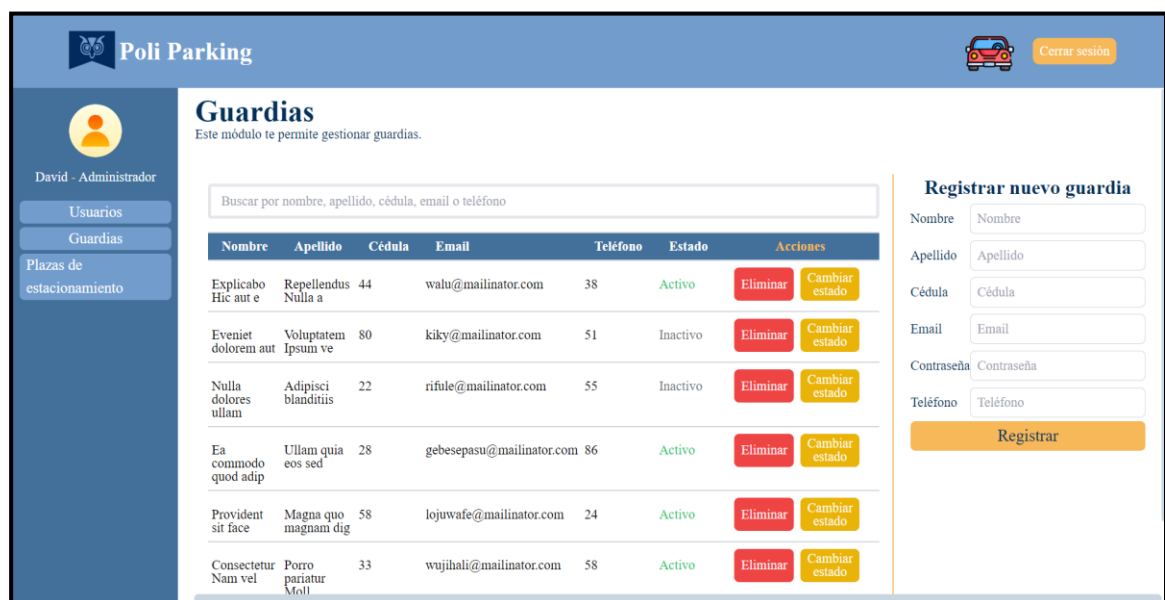 Poli Parking
Cerrar sesión
David - Administrador
Usuarios
Guardias
Plazas de
estacionamiento
Guardias
Este módulo te permite gestionar guardias.
Buscar por nombre, apellido, cédula, email o teléfono
Nombre Apellido Cédula Email Teléfono Estado Acciones
Explicabo Repellendus 44 walu@mailinator.com 38 Activo Eliminar Cambiar
Hic aut e Nulla a estado
Eveniet Voluptatem 80 kiky@mailinator.com 51 Inactivo Eliminar Cambiar
dolorem aut Ipsum ve estado
Nulla Adipisci 22 rifule@mailinator.com 55 Inactivo Eliminar Cambiar
dolores blanditiis estado
ullam
Ea Ullam quia 28 gebesepasu@mailinator.com 86 Activo Eliminar Cambiar
commodo eos sed estado
quod adip
Provident Magna quo 58 lojuwafe@mailinator.com 24 Activo Eliminar Cambiar
sit face magnam dig estado
Consectetur Porro 33 wujihali@mailinator.com 58 Activo Eliminar Cambiar
Nam vel pariatur estado
Moll
Registrar nuevo guardia
Nombre Nombre
Apellido Apellido
Cédula Cédula
Email Email
Contraseña Contraseña
Teléfono Teléfono
Registrar